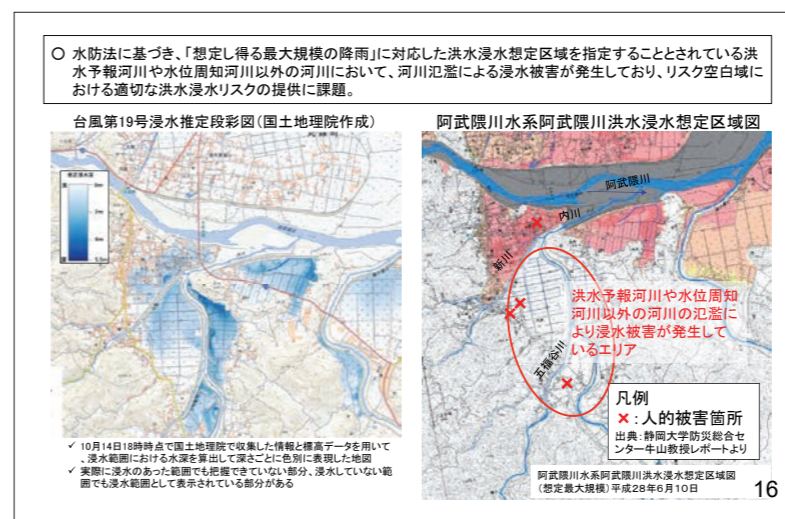 ○ 水防法に基づき、「想定し得る最大規模の降雨」に対応した洪水浸水想定区域を指定することとされている洪
水予報河川や水位周知河川以外の河川において、河川氾濫による浸水被害が発生しており、リスク空白域に
おける適切な洪水浸水リスクの提供に課題。
台風第19号浸水推定段彩図(国土地理院作成)
阿武隈川水系阿武隈川洪水浸水想定区域図
阿武隈川
内川
新川
洪水予報河川や水位周知
河川以外の河川の氾濫に
より浸水被害が発生して
いるエリア
五福谷川
凡例
×:人的被害箇所
出典:静岡大学防災総合セ
ンター牛山教授レポートより
✓ 10月14日18時時点で国土地理院で収集した情報と標高データを用いて
、浸水範囲における水深を算出して深さごとに色別に表現した地図
✓ 実際に浸水のあった範囲でも把握できていない部分、浸水していない範
囲でも浸水範囲として表示されている部分がある
阿武隈川水系阿武隈川洪水浸水想定区域図
(想定最大規模)平成28年6月10日
16